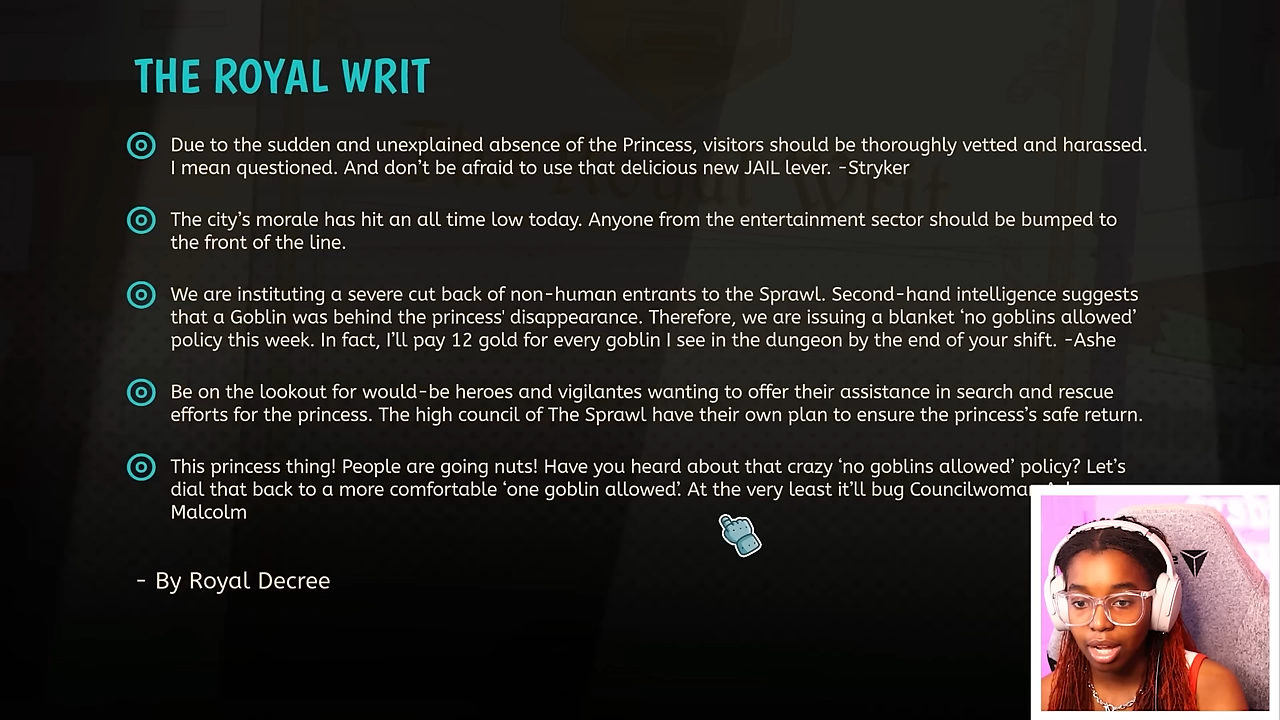 THE ROYAL WRIT
Due to the sudden and unexplained absence of the Princess, visitors should be thoroughly vetted and harassed.
I mean questioned. And don't be afraid to use that delicious new JAIL lever. -Stryker
The city's morale has hit an all time low today. Anyone from the entertainment sector should be bumped to
the front of the line.
We are instituting a severe cut back of non-human entrants to the Sprawl. Second-hand intelligence suggests
that a Goblin was behind the princess' disappearance. Therefore, we are issuing a blanket 'no goblins allowed'
policy this week. In fact, I'll pay 12 gold for every goblin I see in the dungeon by the end of your shift. -Ashe
Be on the lookout for would-be heroes and vigilantes wanting to offer their assistance in search and rescue
efforts for the princess. The high council of The Sprawl have their own plan to ensure the princess's safe return.
This princess thing! People are going nuts! Have you heard about that crazy 'no goblins allowed' policy? Let's
dial that back to a more comfortable 'one goblin allowed'. At the very least it'll bug Councilwoman
Malcolm
- By Royal Decree